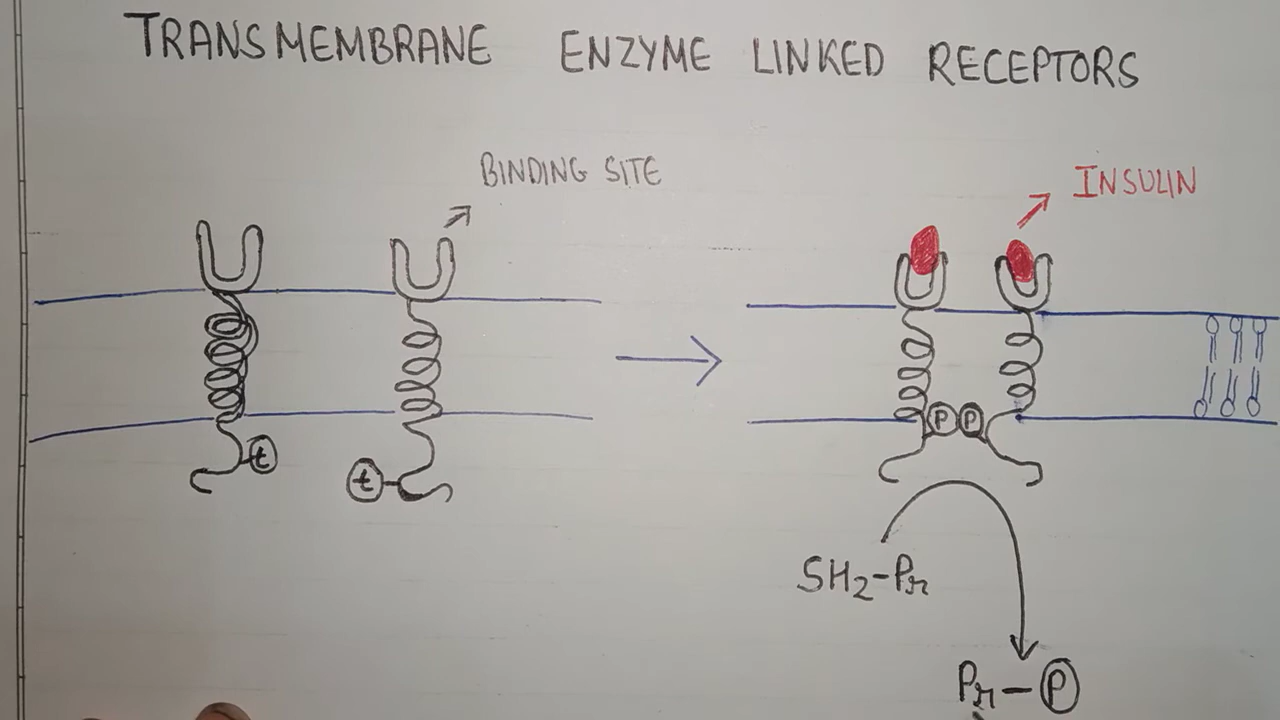 TRANSMEMBRANE ENZYME LINKED RECEPTORS
BINDING SITE
INSULIN
t
t
P P
SH2-Pr
Pr-P